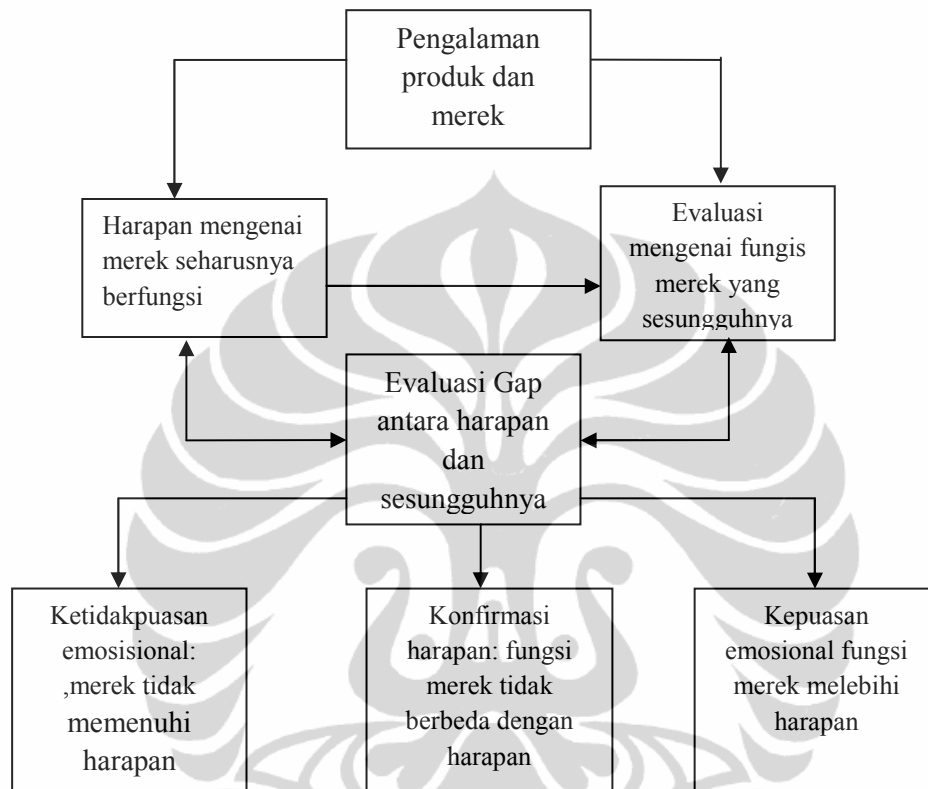 Pengalaman
produk dan
merek
Harapan mengenai
merek seharusnya
berfungsi
Evaluasi
mengenai fungis
merek yang
sesungguhnya
Evaluasi Gap
antara harapan
dan
sesungguhnya
Ketidakpuasan
emosisional:
,merek tidak
memenuhi
harapan
Konfirmasi
harapan: fungsi
merek tidak
berbeda dengan
harapan
Kepuasan
emosional fungsi
merek melebihi
harapan